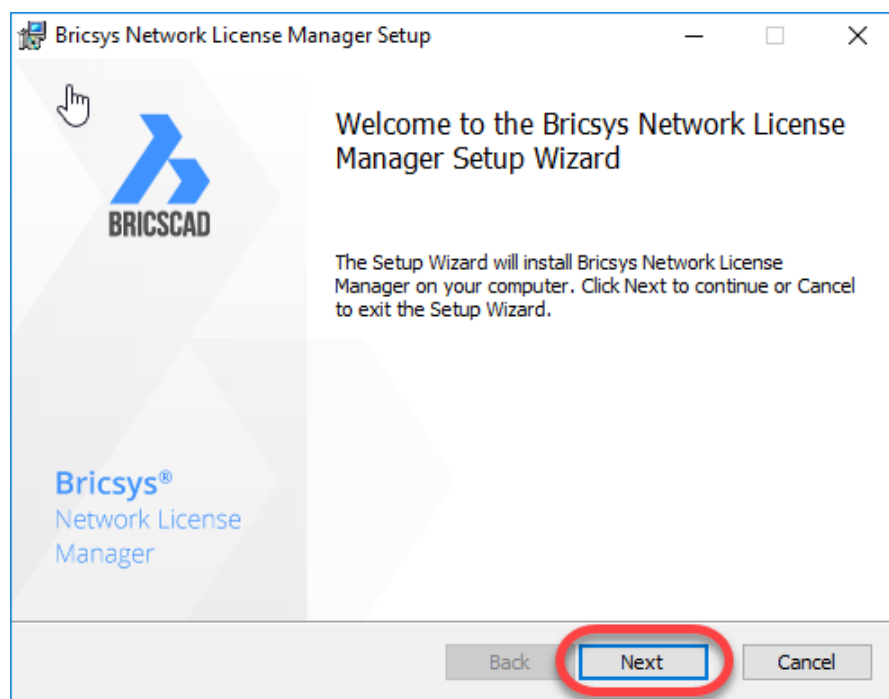 Bricsys Network License Manager Setup
BRICSCAD
Welcome to the Bricsys Network License
Manager Setup Wizard
The Setup Wizard will install Bricsys Network License
Manager on your computer. Click Next to continue or Cancel
to exit the Setup Wizard.
Bricsys®
Network License
Manager
Back Next Cancel